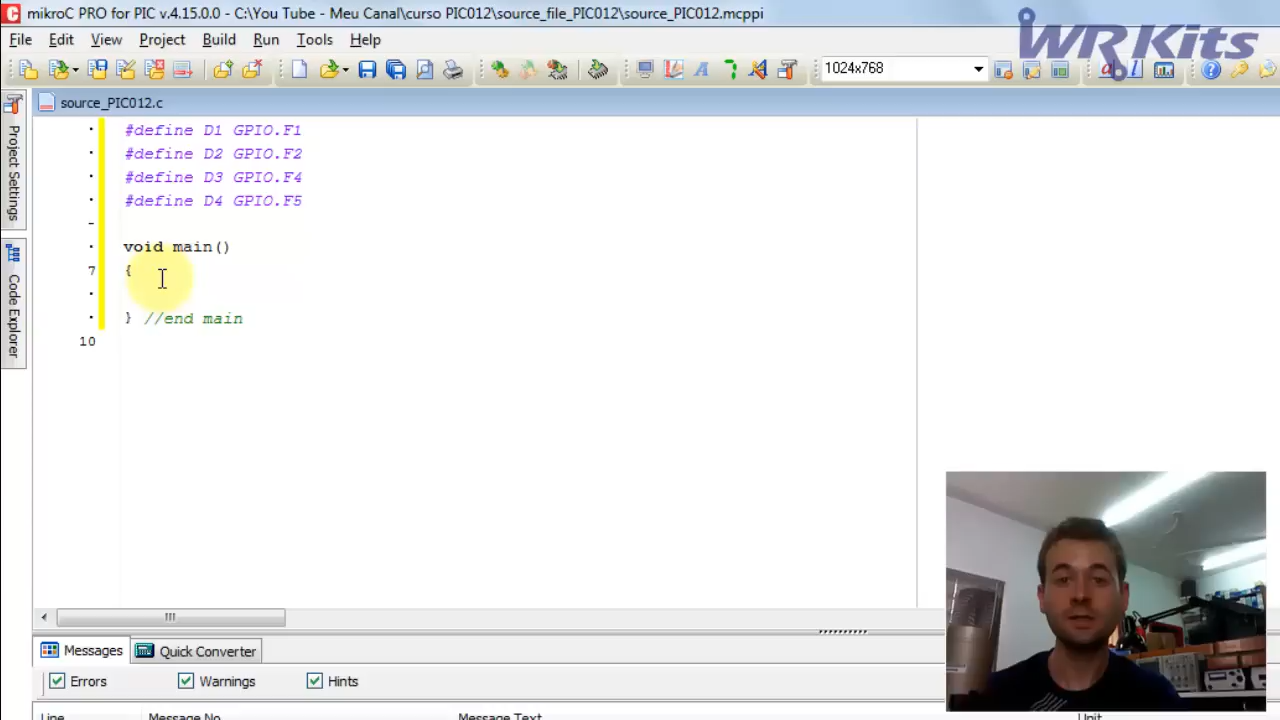 mikroC PRO for PIC v.4.15.0.0 - C:\You Tube - Meu Canal\curso PIC012\source_file_PIC012\source_PIC012.mcppi
WR Kits
File Edit View Project Build Run Tools Help
1024x768
source_PIC012.c
Project Settings
Code Explorer
#define D1 GPIO.F1
#define D2 GPIO.F2
#define D3 GPIO.F4
#define D4 GPIO.F5
void main()
7 {
} //end main
10
Messages Quick Converter
Errors Warnings Hints
Line Message No. Message Text Unit